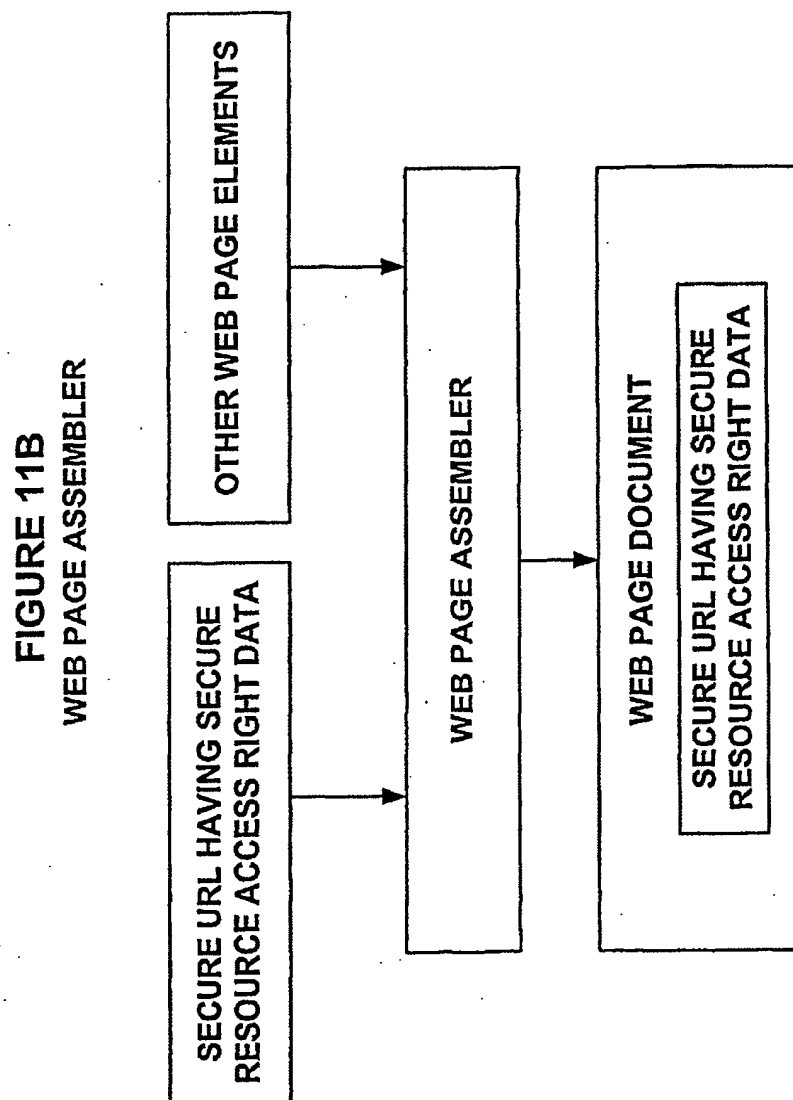 FIGURE 11B
WEB PAGE ASSEMBLER
SECURE URL HAVING SECURE
RESOURCE ACCESS RIGHT DATA
OTHER WEB PAGE ELEMENTS
WEB PAGE ASSEMBLER
WEB PAGE DOCUMENT
SECURE URL HAVING SECURE
RESOURCE ACCESS RIGHT DATA